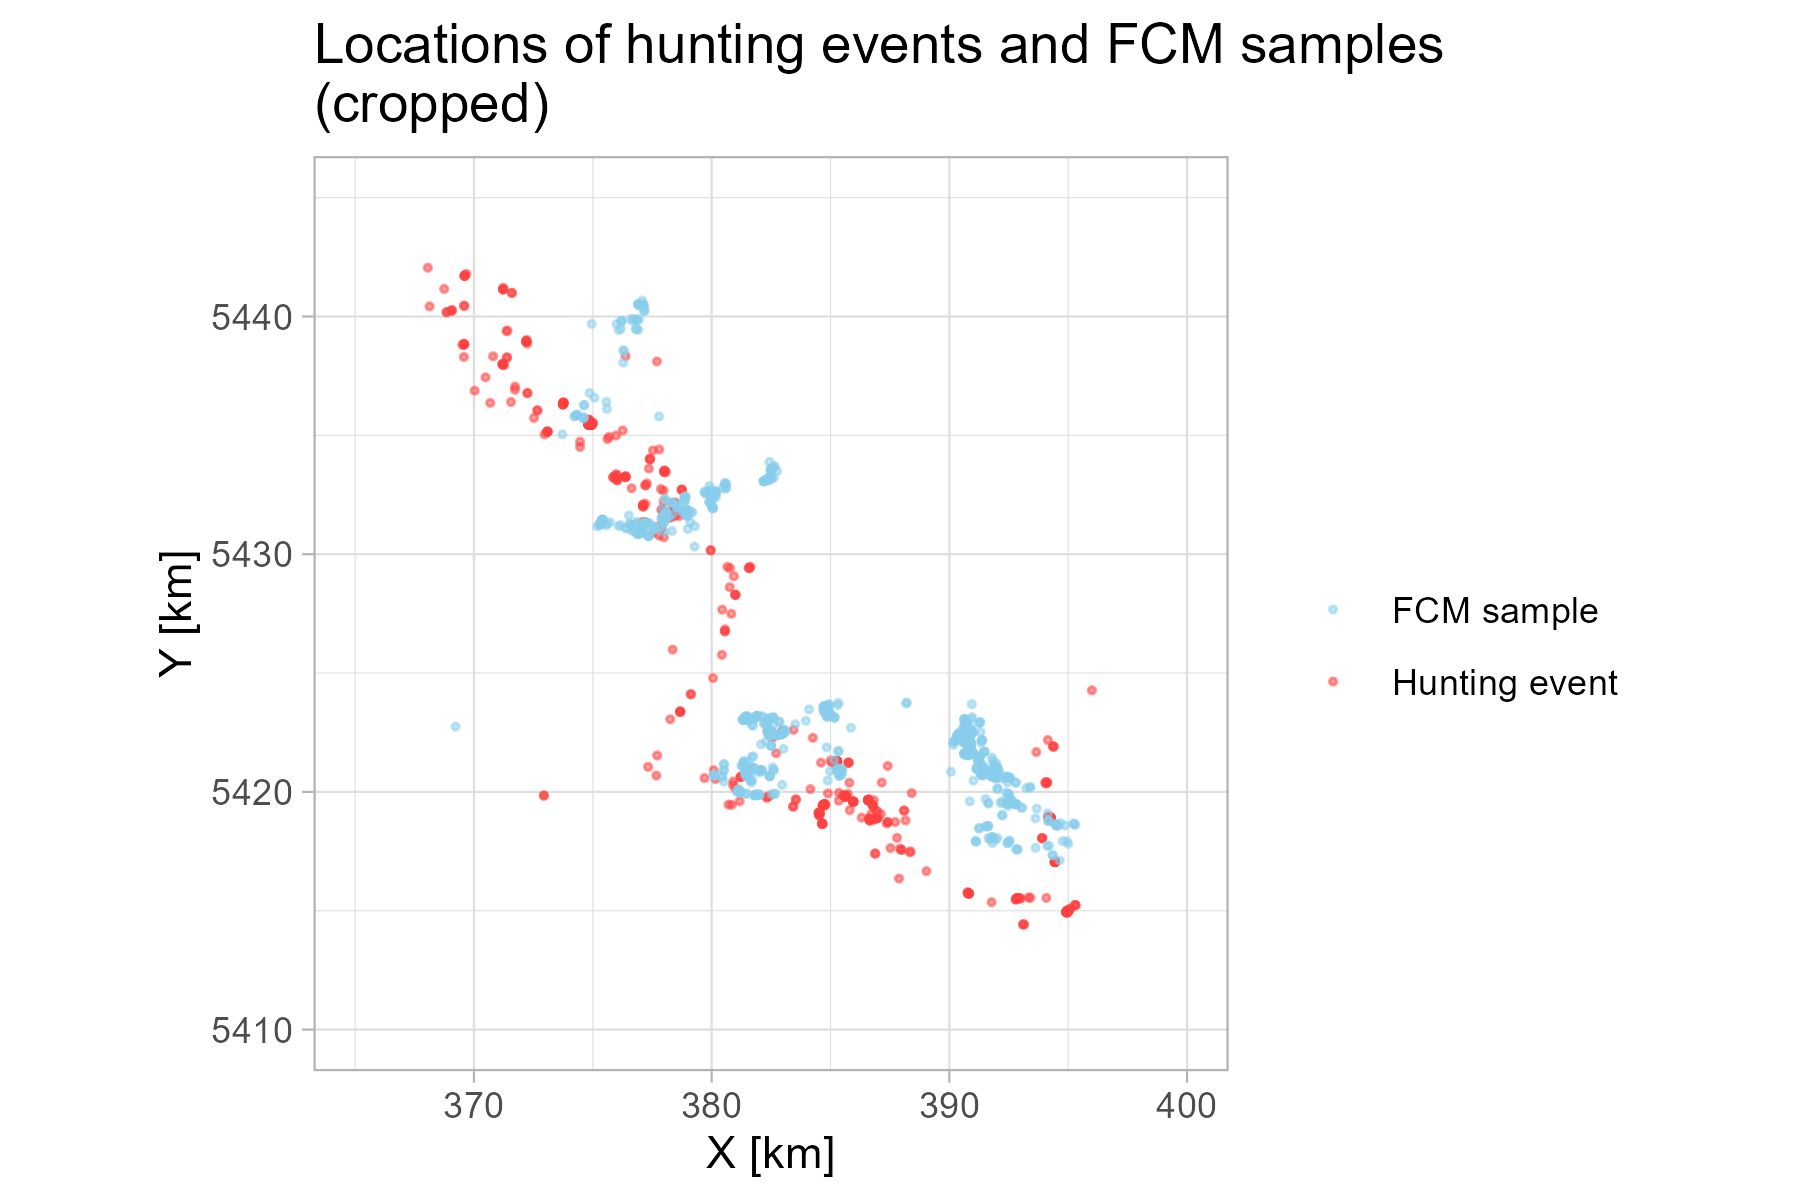 Locations of hunting events and FCM samples
(cropped)
Y [km]
5440
5430
5420
5410
370
380
390
400
X [km]
FCM sample
Hunting event